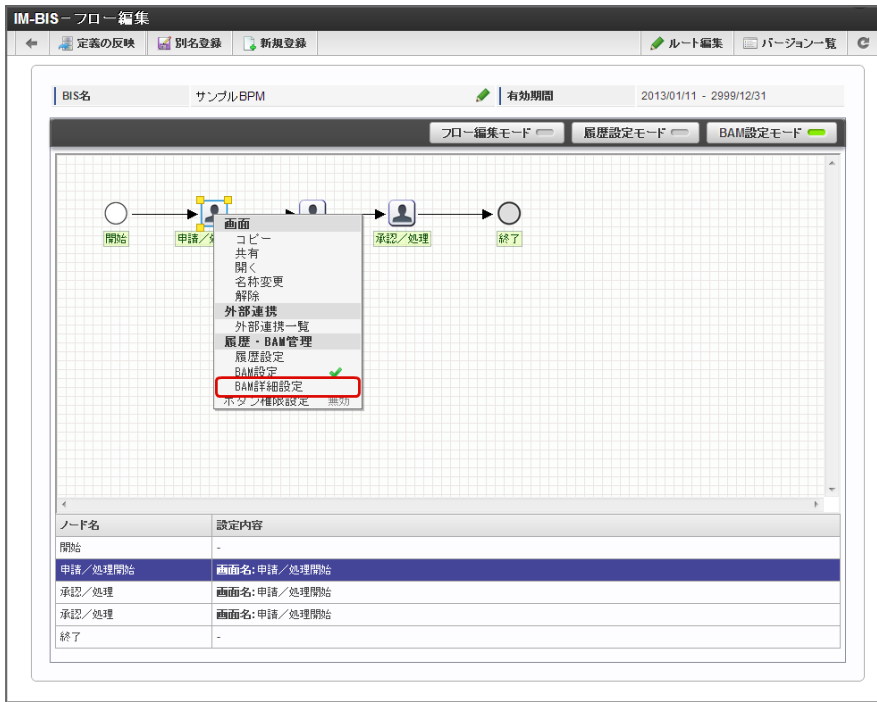 IM-BIS－フロー編集
定義の反映 別名登録 新規登録 ルート編集 バージョン一覧
BIS名 サンプルBPM 有効期間 2013/01/11 - 2999/12/31
フロー編集モード 履歴設定モード BAM設定モード
開始 申請／ 承認／処理 終了
画面
コピー
共有
開く
名称変更
解除
外部連携
外部連携一覧
履歴・BAM管理
履歴設定
BAM設定
BAM詳細設定
ボタン権限設定 無効
ノード名 設定内容
開始 -
申請／処理開始 画面名:申請／処理開始
承認／処理 画面名:申請／処理開始
承認／処理 画面名:申請／処理開始
終了 -